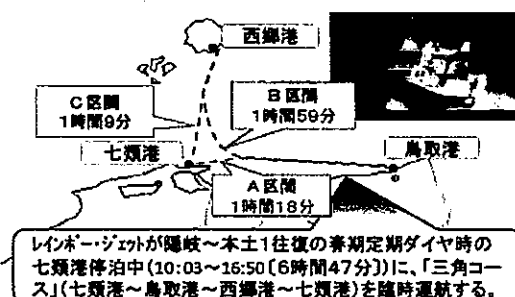 西郷港
C区間
1時間9分
B区間
1時間59分
七類港
鳥取港
A区間
1時間18分
レインボー・ジェットが隠岐～本土1往復の春期定期ダイヤ時の
七類港停泊中(10:03～16:50〔6時間47分〕)に、「三角コー
ス」(七類港～鳥取港～西郷港～七類港)を臨時運航する。